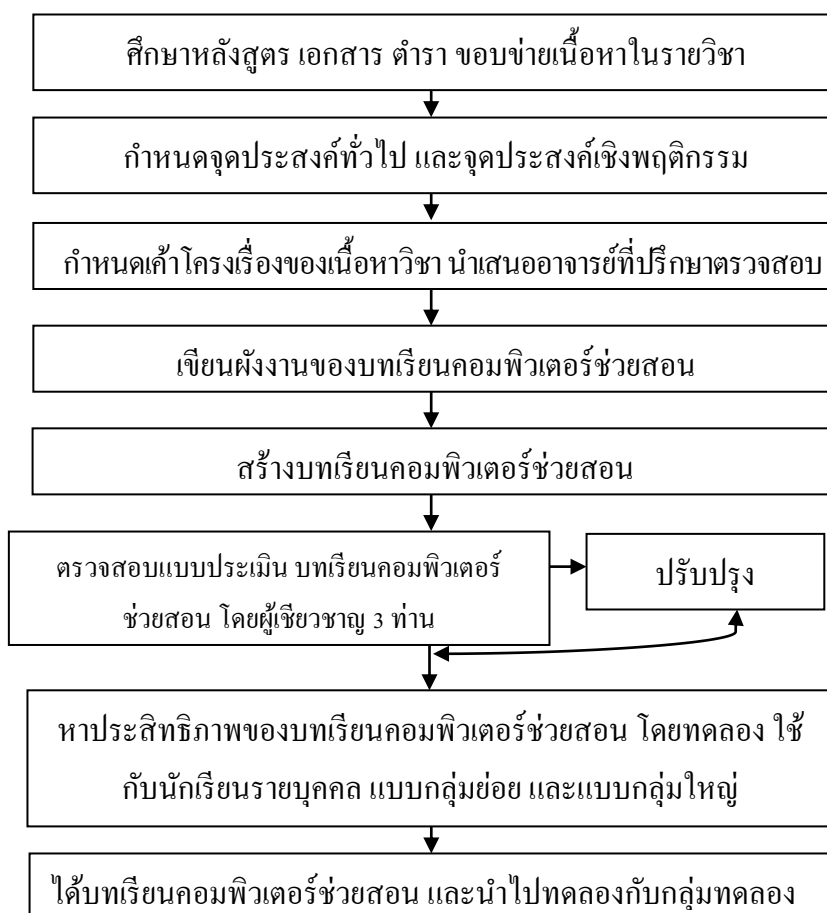 ศึกษาหลังสูตร เอกสาร ตำรา ขอบข่ายเนื้อหาในรายวิชา
กำหนดจุดประสงค์ทั่วไป และจุดประสงค์เชิงพฤติกรรม
กำหนดเค้าโครงเรื่องของเนื้อหาวิชา นำเสนออาจารย์ที่ปรึกษาตรวจสอบ
เขียนผังงานของบทเรียนคอมพิวเตอร์ช่วยสอน
สร้างบทเรียนคอมพิวเตอร์ช่วยสอน
ตรวจสอบแบบประเมิน บทเรียนคอมพิวเตอร์
ช่วยสอน โดยผู้เชียวชาญ 3 ท่าน
ปรับปรุง
หาประสิทธิภาพของบทเรียนคอมพิวเตอร์ช่วยสอน โดยทดลอง ใช้
กับนักเรียนรายบุคคล แบบกลุ่มย่อย และแบบกลุ่มใหญ่
ได้บทเรียนคอมพิวเตอร์ช่วยสอน และนำไปทดลองกับกลุ่มทดลอง